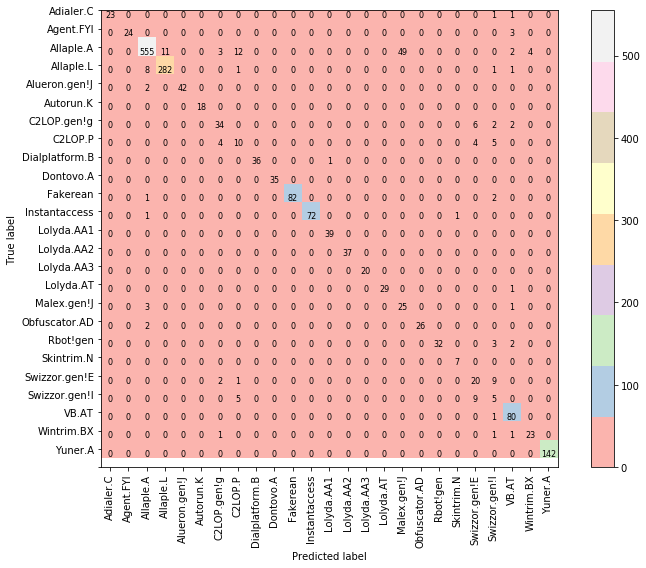 Adialer.C 23 0 0 0 0 0 0 0 0 0 0 0 0 0 0 0 0 0 0 0 0 1 1 0 0
Agent.FYI 0 24 0 0 0 0 0 0 0 0 0 0 0 0 0 0 0 0 0 0 0 0 3 0 0
Allaple.A 0 0 555 11 0 0 3 12 0 0 0 0 0 0 0 0 49 0 0 0 0 0 2 4 0
Allaple.L 0 0 8 282 0 0 0 1 0 0 0 0 0 0 0 0 0 0 0 0 0 1 1 0 0
Alueron.gen!J 0 0 2 0 42 0 0 0 0 0 0 0 0 0 0 0 0 0 0 0 0 0 0 0 0
Autorun.K 0 0 0 0 0 18 0 0 0 0 0 0 0 0 0 0 0 0 0 0 0 0 0 0 0
C2LOP.gen!g 0 0 0 0 0 0 34 0 0 0 0 0 0 0 0 0 0 0 0 0 6 2 2 0 0
C2LOP.P 0 0 0 0 0 0 4 10 0 0 0 0 0 0 0 0 0 0 0 0 4 5 0 0 0
Dialplatform.B 0 0 0 0 0 0 0 0 36 0 0 0 1 0 0 0 0 0 0 0 0 0 0 0 0
Dontovo.A 0 0 0 0 0 0 0 0 0 35 0 0 0 0 0 0 0 0 0 0 0 0 0 0 0
Fakerean 0 0 1 0 0 0 0 0 0 0 82 0 0 0 0 0 0 0 0 0 0 2 0 0 0
Instantaccess 0 0 1 0 0 0 0 0 0 0 0 72 0 0 0 0 0 0 0 1 0 0 0 0 0
Lolyda.AA1 0 0 0 0 0 0 0 0 0 0 0 0 39 0 0 0 0 0 0 0 0 0 0 0 0
Lolyda.AA2 0 0 0 0 0 0 0 0 0 0 0 0 0 37 0 0 0 0 0 0 0 0 0 0 0
Lolyda.AA3 0 0 0 0 0 0 0 0 0 0 0 0 0 0 20 0 0 0 0 0 0 0 0 0 0
Lolyda.AT 0 0 0 0 0 0 0 0 0 0 0 0 0 0 0 29 0 0 0 0 0 0 1 0 0
Malex.gen!J 0 0 3 0 0 0 0 0 0 0 0 0 0 0 0 0 25 0 0 0 0 0 1 0 0
Obfuscator.AD 0 0 2 0 0 0 0 0 0 0 0 0 0 0 0 0 0 26 0 0 0 0 0 0 0
Rbot!gen 0 0 0 0 0 0 0 0 0 0 0 0 0 0 0 0 0 0 32 0 0 3 2 0 0
Skintrim.N 0 0 0 0 0 0 0 0 0 0 0 0 0 0 0 0 0 0 0 7 0 0 0 0 0
Swizzor.gen!E 0 0 0 0 0 0 2 1 0 0 0 0 0 0 0 0 0 0 0 0 20 9 0 0 0
Swizzor.gen!I 0 0 0 0 0 0 0 5 0 0 0 0 0 0 0 0 0 0 0 0 9 5 0 0 0
VB.AT 0 0 0 0 0 0 0 0 0 0 0 0 0 0 0 0 0 0 0 0 0 1 80 0 0
Wintrim.BX 0 0 0 0 0 0 1 0 0 0 0 0 0 0 0 0 0 0 0 0 0 1 1 23 0
Yuner.A 0 0 0 0 0 0 0 0 0 0 0 0 0 0 0 0 0 0 0 0 0 0 0 0 142
True label
Adialer.C
Agent.FYI
Allaple.A
Allaple.L
Alueron.gen!J
Autorun.K
C2LOP.gen!g
C2LOP.P
Dialplatform.B
Dontovo.A
Fakerean
Instantaccess
Lolyda.AA1
Lolyda.AA2
Lolyda.AA3
Lolyda.AT
Malex.gen!J
Obfuscator.AD
Rbot!gen
Skintrim.N
Swizzor.gen!E
Swizzor.gen!I
VB.AT
Wintrim.BX
Yuner.A
Predicted label
500
400
300
200
100
0